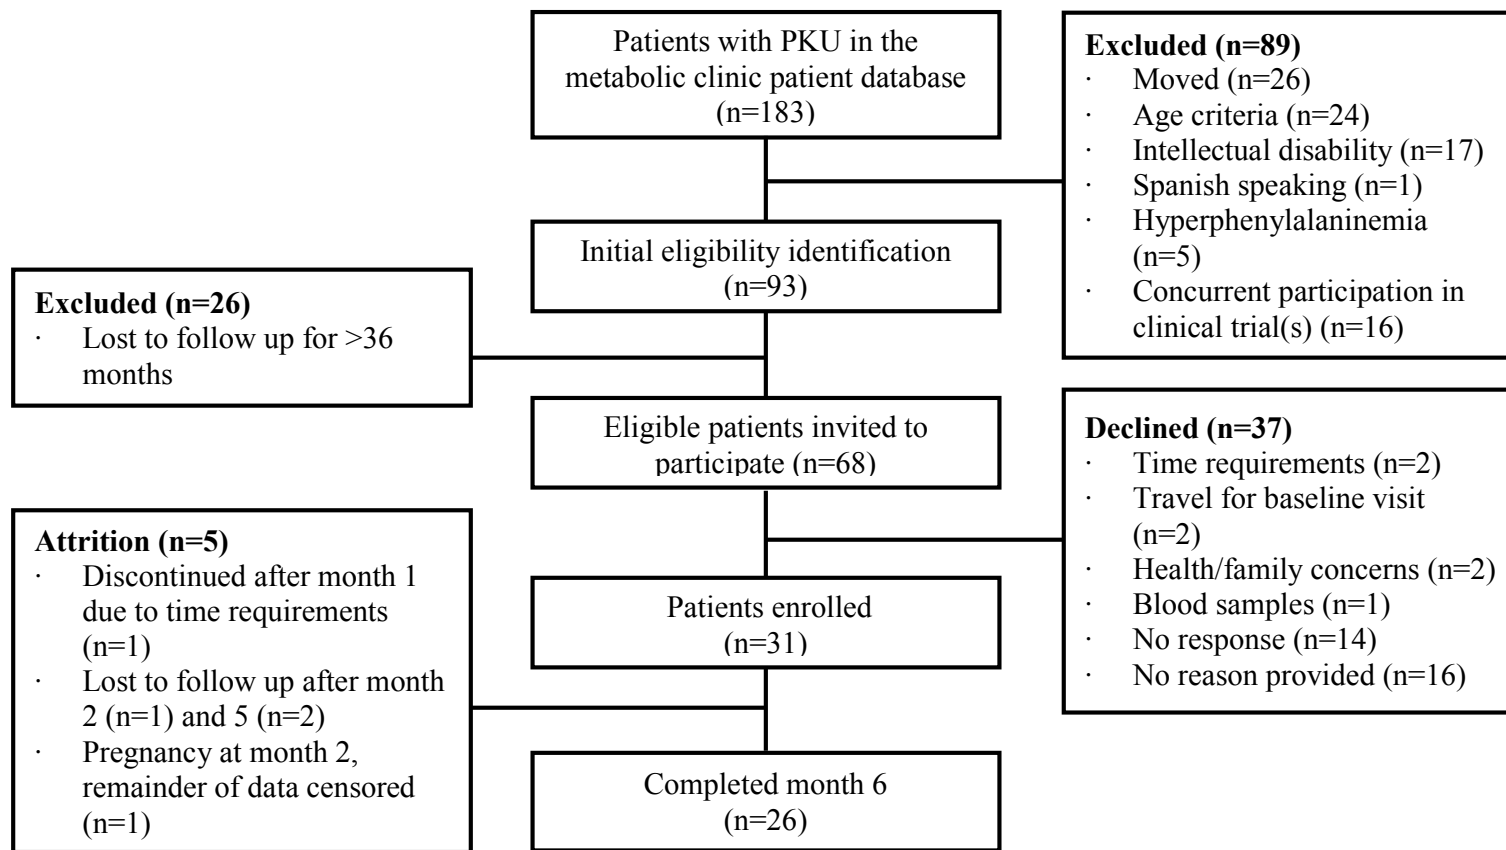 Patients with PKU in the
metabolic clinic patient database
(n=183)
Excluded (n=89)
· Moved (n=26)
· Age criteria (n=24)
· Intellectual disability (n=17)
· Spanish speaking (n=1)
· Hyperphenylalaninemia
(n=5)
· Concurrent participation in
clinical trial(s) (n=16)
Initial eligibility identification
(n=93)
Excluded (n=26)
· Lost to follow up for >36
months
Eligible patients invited to
participate (n=68)
Declined (n=37)
· Time requirements (n=2)
· Travel for baseline visit
(n=2)
· Health/family concerns (n=2)
· Blood samples (n=1)
· No response (n=14)
· No reason provided (n=16)
Patients enrolled
(n=31)
Attrition (n=5)
· Discontinued after month 1
due to time requirements
(n=1)
· Lost to follow up after month
2 (n=1) and 5 (n=2)
· Pregnancy at month 2,
remainder of data censored
(n=1)
Completed month 6
(n=26)